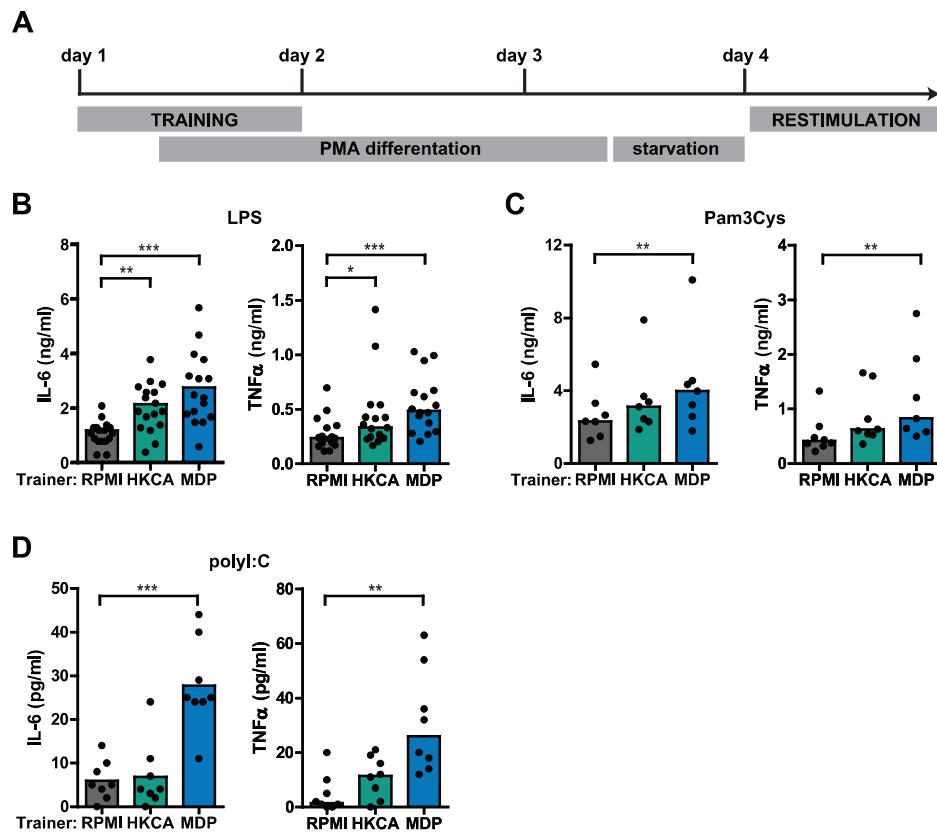 A
day 1 day 2 day 3 day 4
TRAINING RESTIMULATION
PMA differentation starvation
B
LPS
8
6
4
2
0
IL-6 (ng/ml)
***
**
Trainer: RPMI HKCA MDP
2.0
1.5
1.0
0.5
0.0
TNFα (ng/ml)
***
*
RPMI HKCA MDP
C
Pam3Cys
12
8
4
0
IL-6 (ng/ml)
**
Trainer: RPMI HKCA MDP
4
3
2
1
0
TNFα (ng/ml)
**
RPMI HKCA MDP
D
polyI:C
50
40
30
20
10
0
IL-6 (pg/ml)
***
Trainer: RPMI HKCA MDP
80
60
40
20
0
TNFα (pg/ml)
**
RPMI HKCA MDP